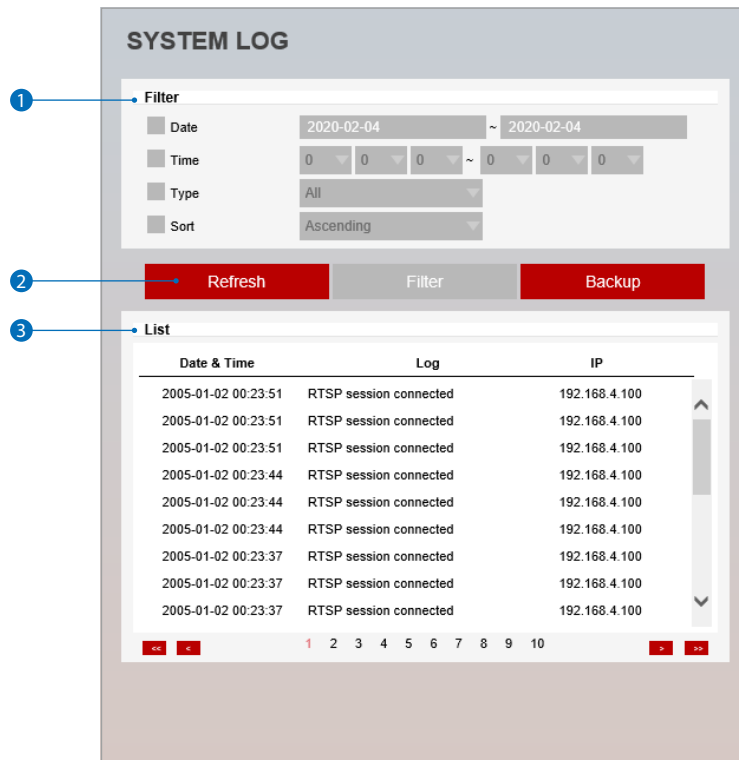 SYSTEM LOG
1 Filter
Date 2020-02-04 ~ 2020-02-04
Time 0 0 0 ~ 0 0 0
Type All
Sort Ascending
2 Refresh Filter Backup
3 List
Date & Time Log IP
2005-01-02 00:23:51 RTSP session connected 192.168.4.100
2005-01-02 00:23:51 RTSP session connected 192.168.4.100
2005-01-02 00:23:51 RTSP session connected 192.168.4.100
2005-01-02 00:23:44 RTSP session connected 192.168.4.100
2005-01-02 00:23:44 RTSP session connected 192.168.4.100
2005-01-02 00:23:44 RTSP session connected 192.168.4.100
2005-01-02 00:23:37 RTSP session connected 192.168.4.100
2005-01-02 00:23:37 RTSP session connected 192.168.4.100
2005-01-02 00:23:37 RTSP session connected 192.168.4.100
<< < 1 2 3 4 5 6 7 8 9 10 > >>